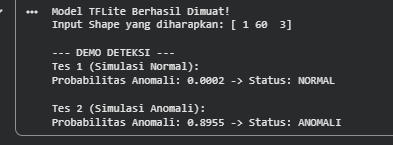 Model TFLite Berhasil Dimuat!
Input Shape yang diharapkan: [ 1 60  3]
--- DEMO DETEKSI ---
Tes 1 (Simulasi Normal):
Probabilitas Anomali: 0.0002 -> Status: NORMAL
Tes 2 (Simulasi Anomali):
Probabilitas Anomali: 0.8955 -> Status: ANOMALI